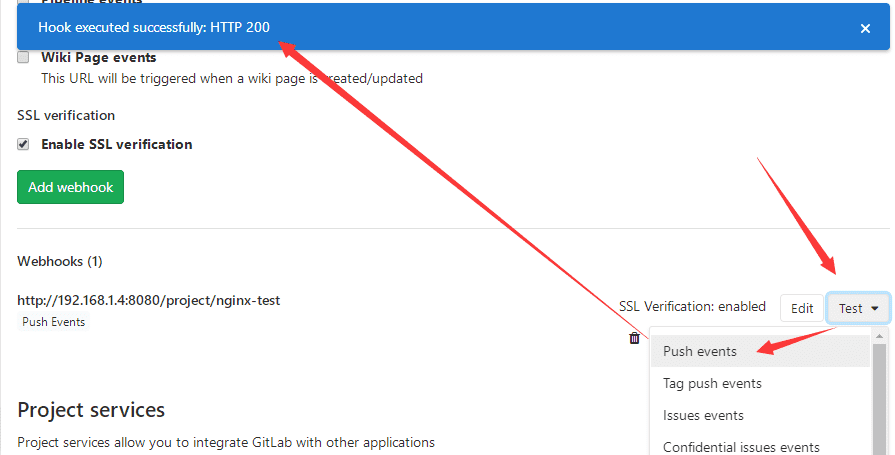 Pipeline events
Hook executed successfully: HTTP 200
Wiki Page events
This URL will be triggered when a wiki page is created/updated
SSL verification
Enable SSL verification
Add webhook
Webhooks (1)
http://192.168.1.4:8080/project/nginx-test
SSL Verification: enabled
Edit
Test
Push Events
Push events
Tag push events
Issues events
Confidential issues events
Project services
Project services allow you to integrate GitLab with other applications